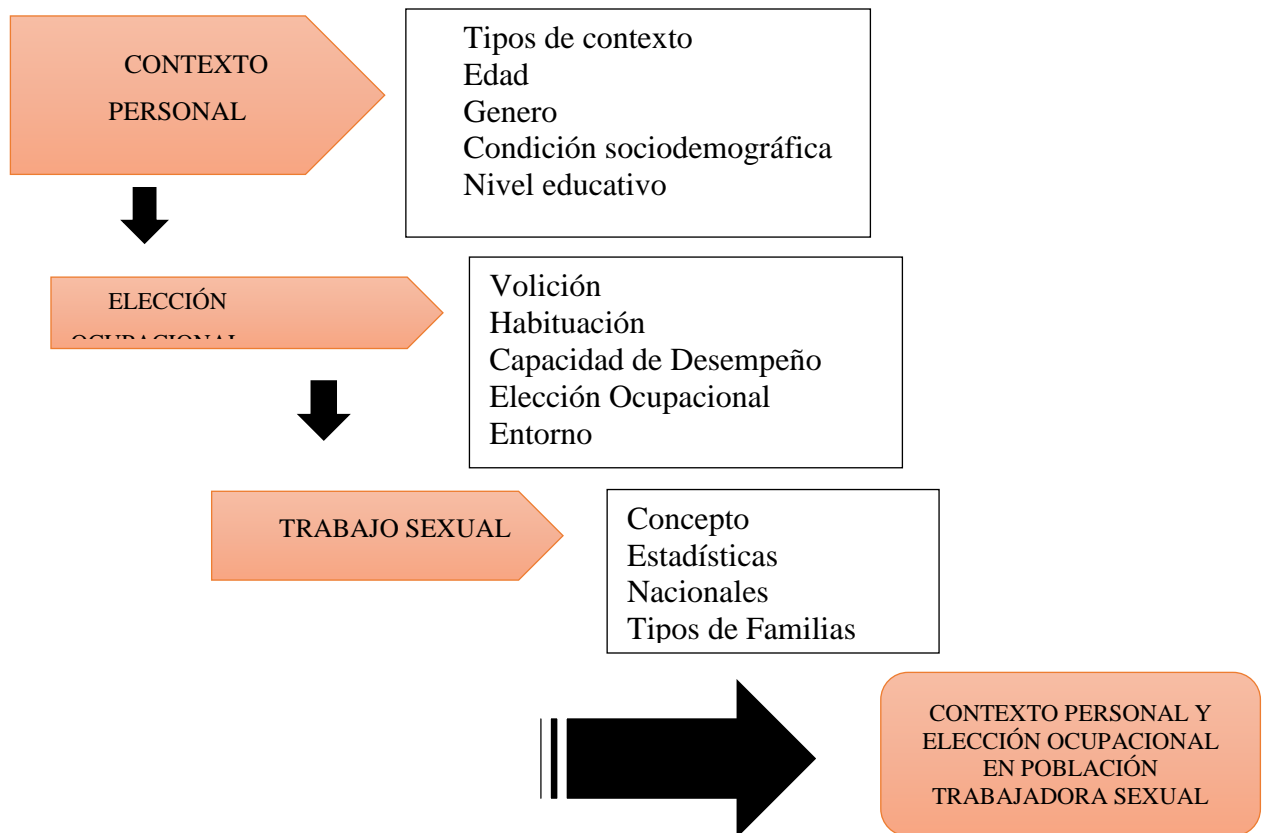 CONTEXTO
PERSONAL
Tipos de contexto
Edad
Genero
Condición sociodemográfica
Nivel educativo
ELECCIÓN
OCUPACIONAL
Volición
Habituación
Capacidad de Desempeño
Elección Ocupacional
Entorno
TRABAJO SEXUAL
Concepto
Estadísticas
Nacionales
Tipos de Familias
CONTEXTO PERSONAL Y
ELECCIÓN OCUPACIONAL
EN POBLACIÓN
TRABAJADORA SEXUAL